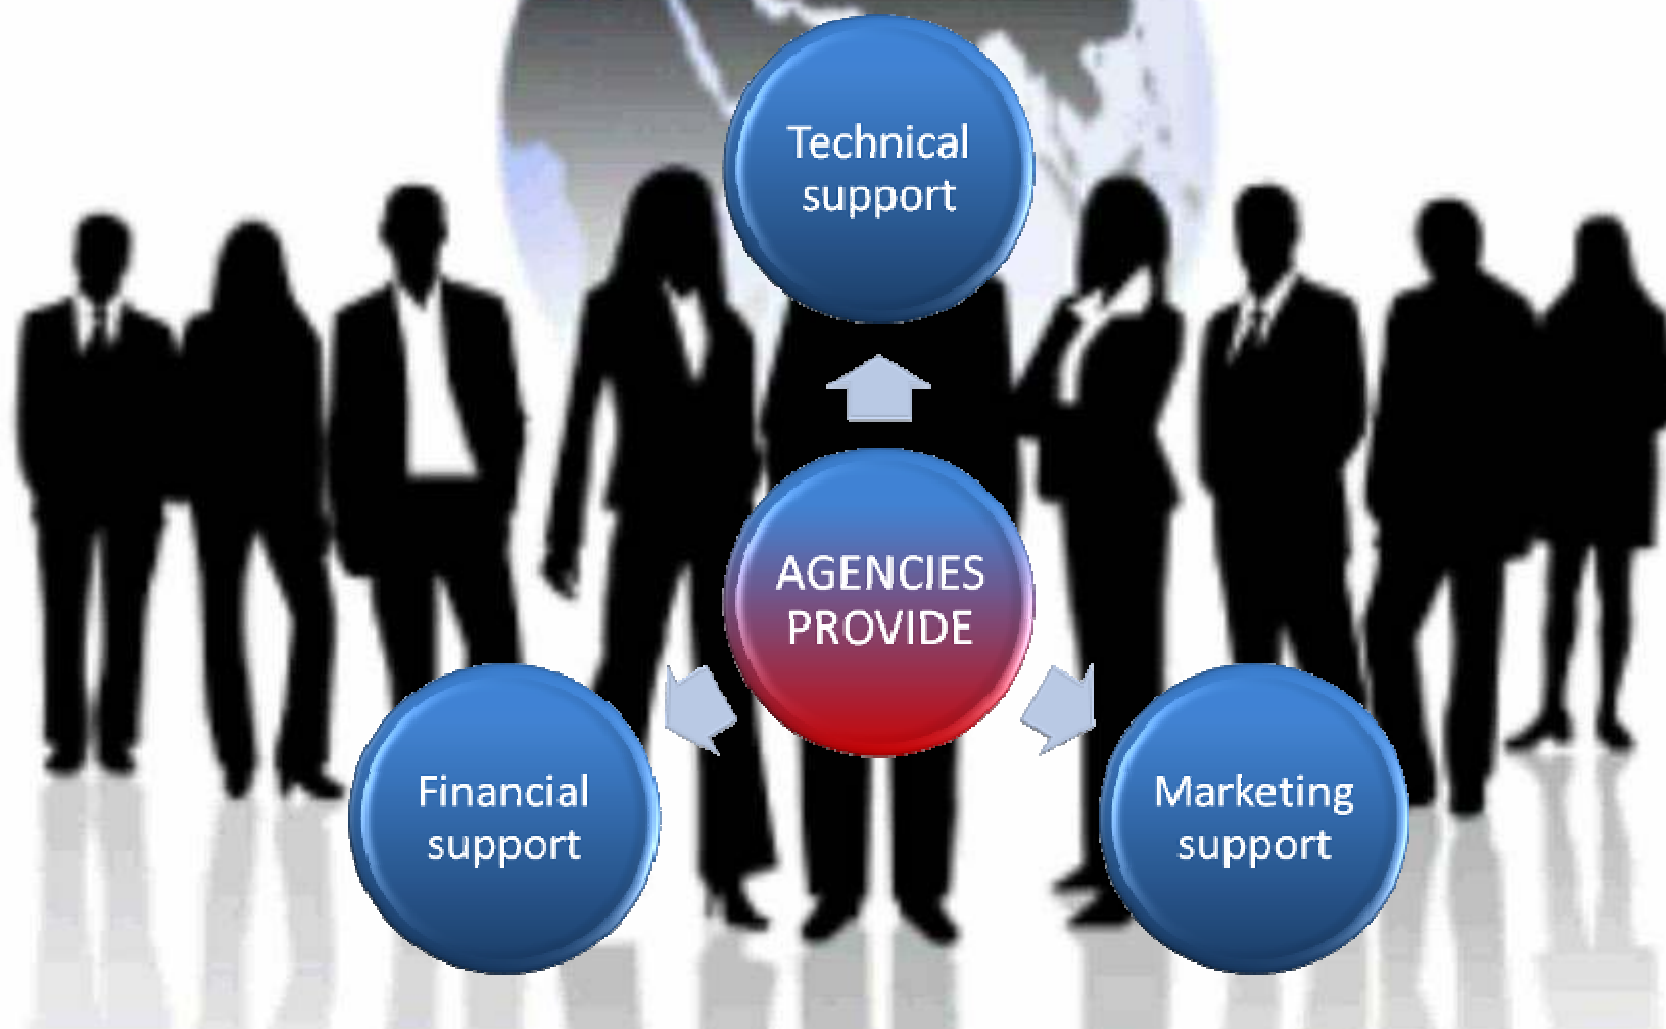 Technical
support
AGENCIES
PROVIDE
Financial
support
Marketing
support